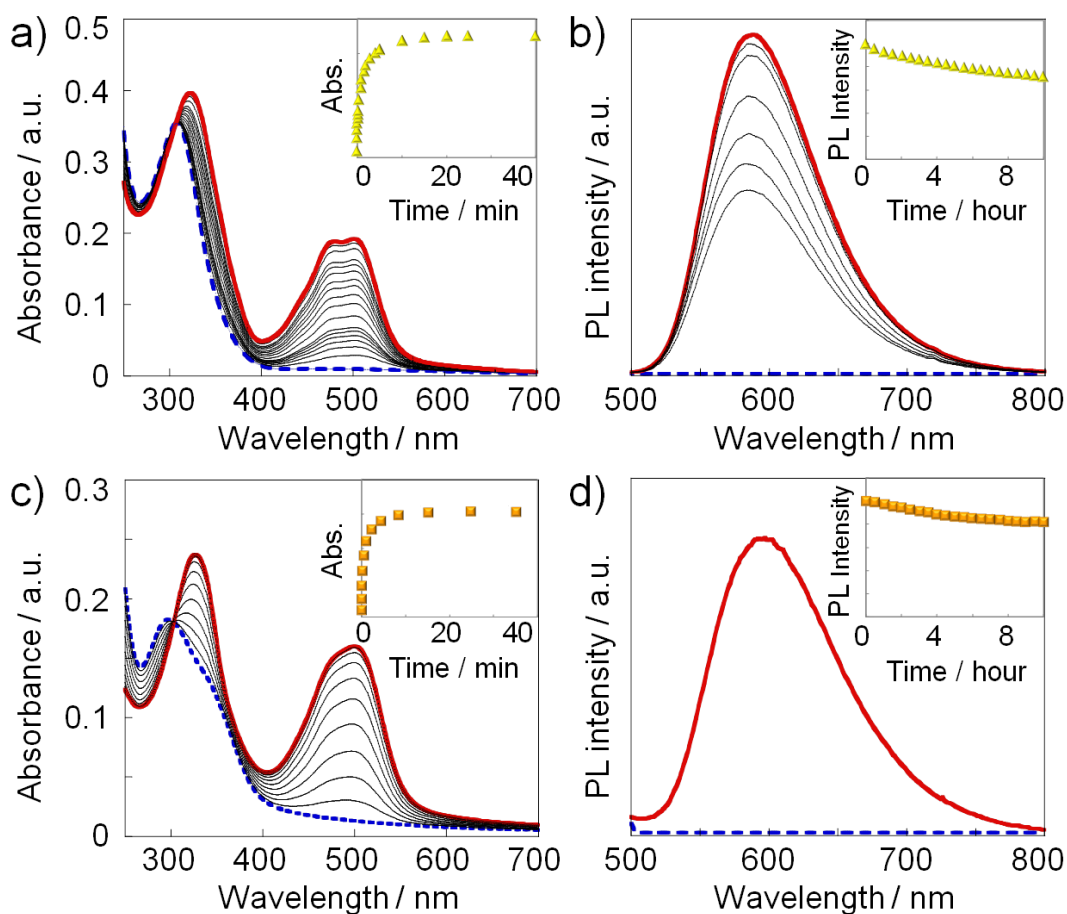 a)
0.5
0.4
0.3
0.2
0.1
0
Absorbance / a.u.
300 400 500 600 700
Wavelength / nm
Abs.
0 20 40
Time / min
b)
PL intensity / a.u.
500 600 700 800
Wavelength / nm
PL Intensity
0 4 8
Time / hour
c)
0.3
0.2
0.1
0
Absorbance / a.u.
300 400 500 600 700
Wavelength / nm
Abs.
0 20 40
Time / min
d)
PL intensity / a.u.
500 600 700 800
Wavelength / nm
PL Intensity
0 4 8
Time / hour